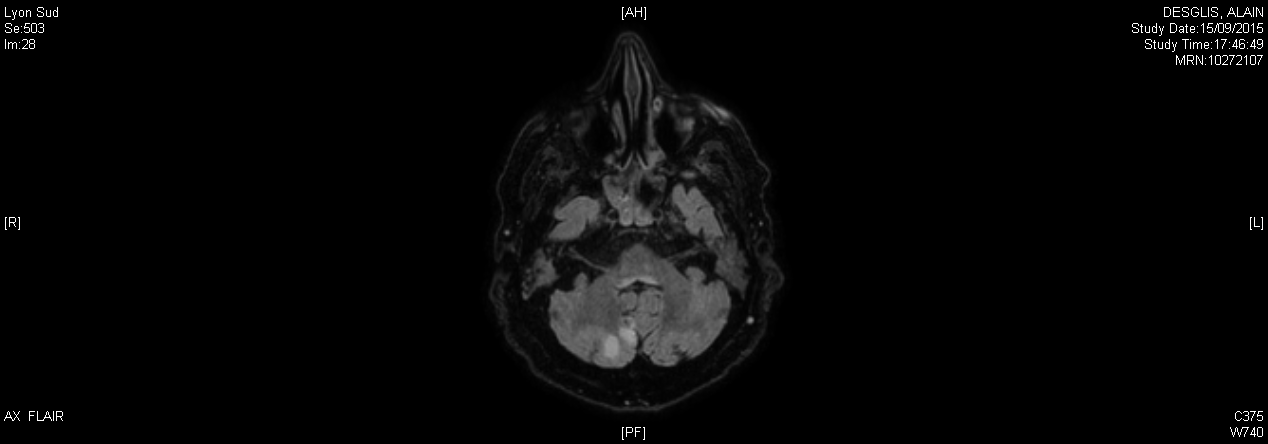 Lyon Sud
Se:503
Im:28
[AH]
DESGLIS, ALAIN
Study Date:15/09/2015
Study Time:17:46:49
MRN:10272107
[R]
[L]
AX FLAIR
[PF]
C375
W740